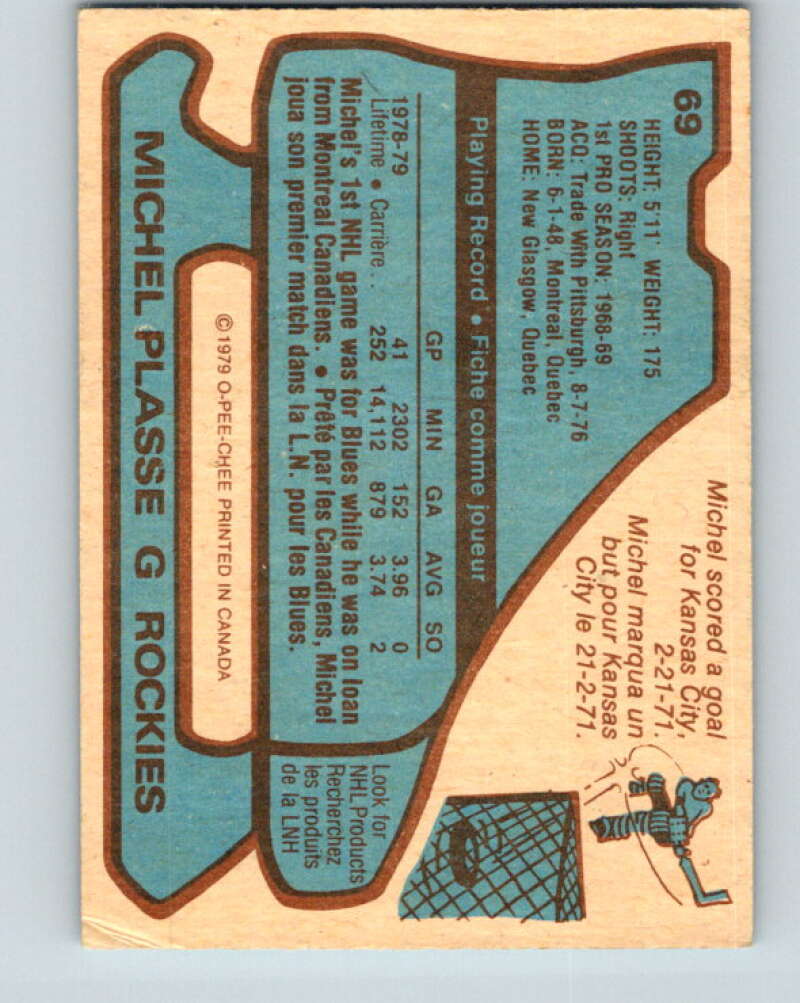 69
HEIGHT: 5'11' WEIGHT: 175
SHOOTS: Right
1st PRO SEASON: 1968-69
ACQ: Trade With Pittsburgh, 8-7-76
BORN: 6-1-48, Montreal, Quebec
HOME: New Glasgow, Quebec
Michel scored a goal
for Kansas City,
2-21-71.
Michel marqua un
but pour Kansas
City le 21-2-71.
Playing Record • Fiche comme joueur
GP MIN GA AVG SO
1978-79 41 2302 152 3.96 0
Lifetime • Carrière . . 252 14,112 879 3.74 2
Michel's 1st NHL game was for Blues while he was on loan
from Montreal Canadiens. • Prêté par les Canadiens, Michel
joua son premier match dans la L.N. pour les Blues.
Look for
NHL Products
Recherchez
les produits
de la LNH
©1979 O-PEE-CHEE PRINTED IN CANADA
MICHEL PLASSE G ROCKIES